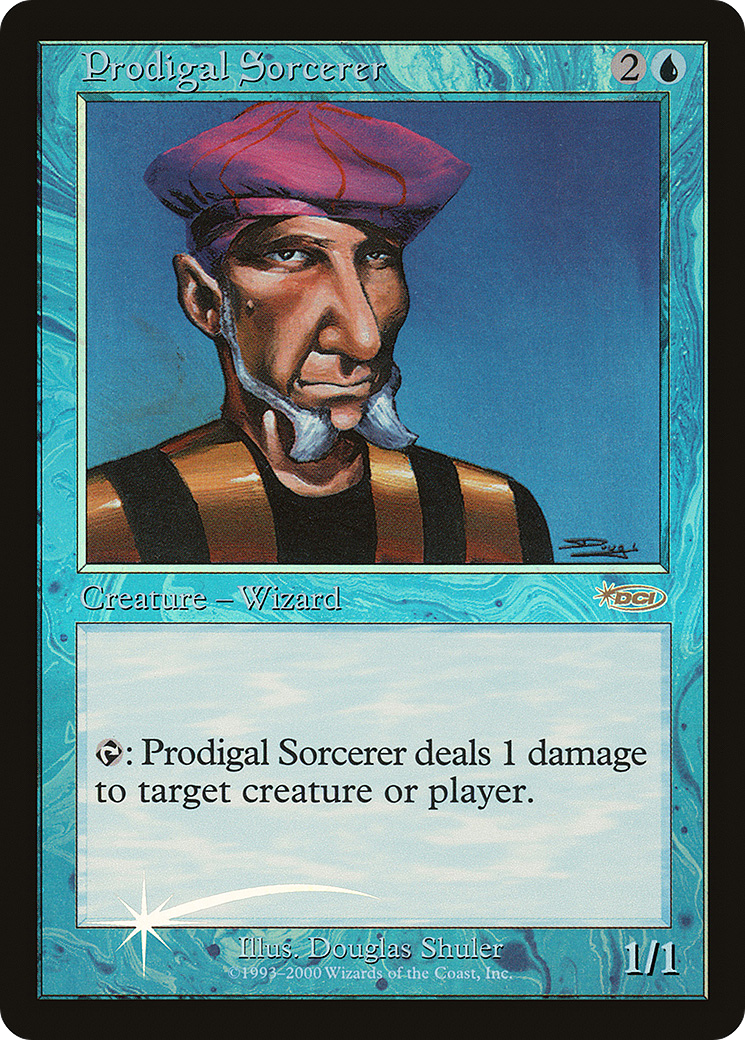 Prodigal Sorcerer 2
Dougi
Creature – Wizard DCI
: Prodigal Sorcerer deals 1 damage
to target creature or player.
Illus. Douglas Shuler
©1993–2000 Wizards of the Coast, Inc. 1/1